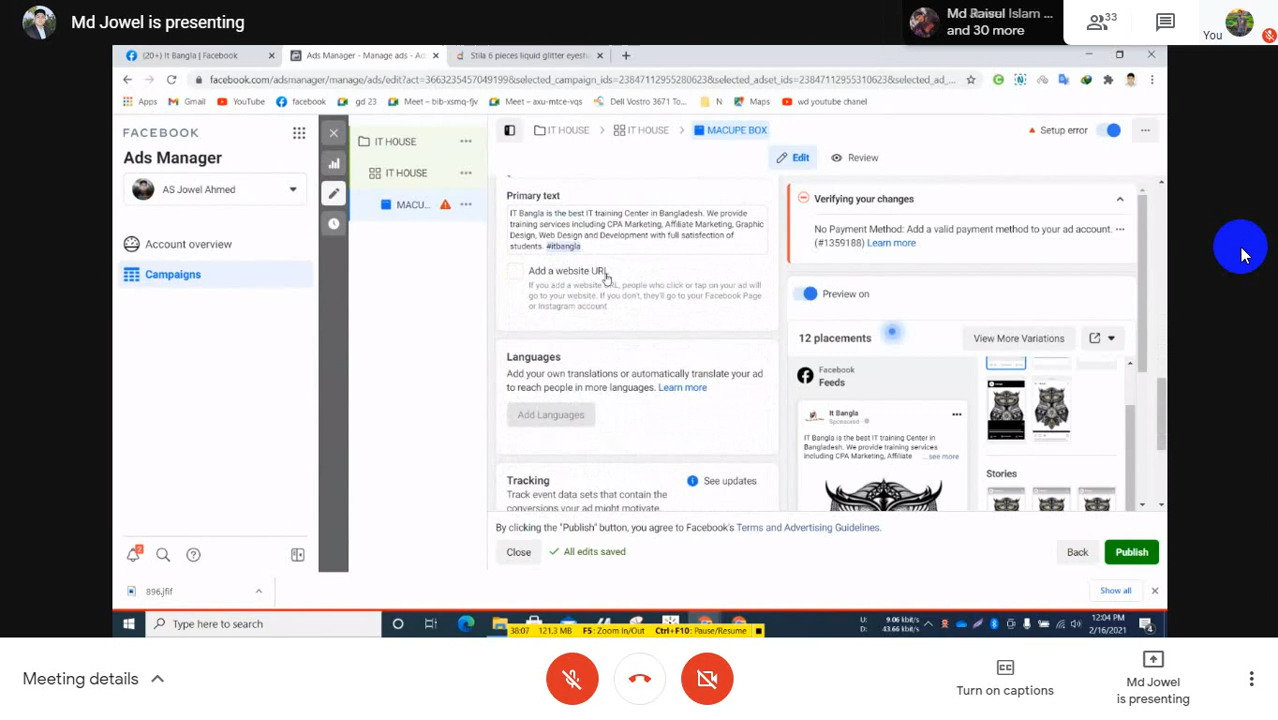 Md Jowel is presenting
Md Raisul Islam ...
and 30 more
33
You
(20+) It Bangla | Facebook
Ads Manager - Manage ads - Ad
Stila 6 pieces liquid glitter eyesh
facebook.com/adsmanager/manage/ads/edit?act=3663235457049199&selected_campaign_ids=23847112955280623&selected_adset_ids=23847112955310623&selected_ad_...
Apps
Gmail
YouTube
facebook
gd 23
Meet – bib-xsmq-fjv
Meet – axu-mtce-vqs
Dell Vostro 3671 To...
N
Maps
wd youtube channel
FACEBOOK
Ads Manager
AS Jowel Ahmed
Account overview
Campaigns
IT HOUSE
IT HOUSE
MACU...
IT HOUSE
IT HOUSE
MACUPE BOX
Setup error
Edit
Review
Primary text
IT Bangla is the best IT training Center in Bangladesh. We provide
training services including CPA Marketing, Affiliate Marketing, Graphic
Design, Web Design and Development with full satisfaction of
students. #itbangla
Add a website URL
If you add a website URL, people who click or tap on your ad will
go to your website. If you don't, they'll go to your Facebook Page
or Instagram account
Languages
Add your own translations or automatically translate your ad
to reach people in more languages. Learn more
Add Languages
Tracking
See updates
Track event data sets that contain the
conversions your ad might motivate.
Verifying your changes
No Payment Method: Add a valid payment method to your ad account.
(#1359188) Learn more
Preview on
12 placements
View More Variations
Facebook
Feeds
It Bangla
Sponsored ·
IT Bangla is the best IT training Center in
Bangladesh. We provide training services
including CPA Marketing, Affiliate ...see more
Stories
By clicking the "Publish" button, you agree to Facebook's Terms and Advertising Guidelines.
Close
All edits saved
Back
Publish
896.jfif
Show all
Type here to search
38:07
121.3 MB
F5: Zoom In/Out
Ctrl+F10: Pause/Resume
U: 9.06 kbit/s
D: 43.66 kbit/s
12:04 PM
2/16/2021
4
Meeting details
Turn on captions
Md Jowel
is presenting